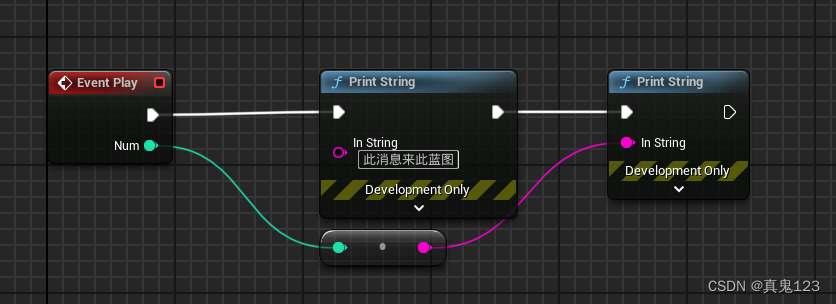 Event Play
Num
Print String
In String
此消息来此蓝图
Development Only
Print String
In String
Development Only
CSDN @真鬼123